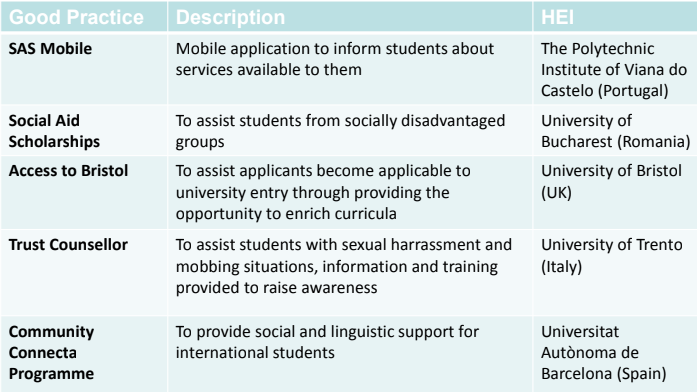 Good Practice Description HEI
SAS Mobile Mobile application to inform students about The Polytechnic
services available to them Institute of Viana do
Castelo (Portugal)
Social Aid To assist students from socially disadvantaged University of
Scholarships groups Bucharest (Romania)
Access to Bristol To assist applicants become applicable to University of Bristol
university entry through providing the (UK)
opportunity to enrich curricula
Trust Counsellor To assist students with sexual harrassment and University of Trento
mobbing situations, information and training (Italy)
provided to raise awareness
Community To provide social and linguistic support for Universitat
Connecta international students Autònoma de
Programme Barcelona (Spain)